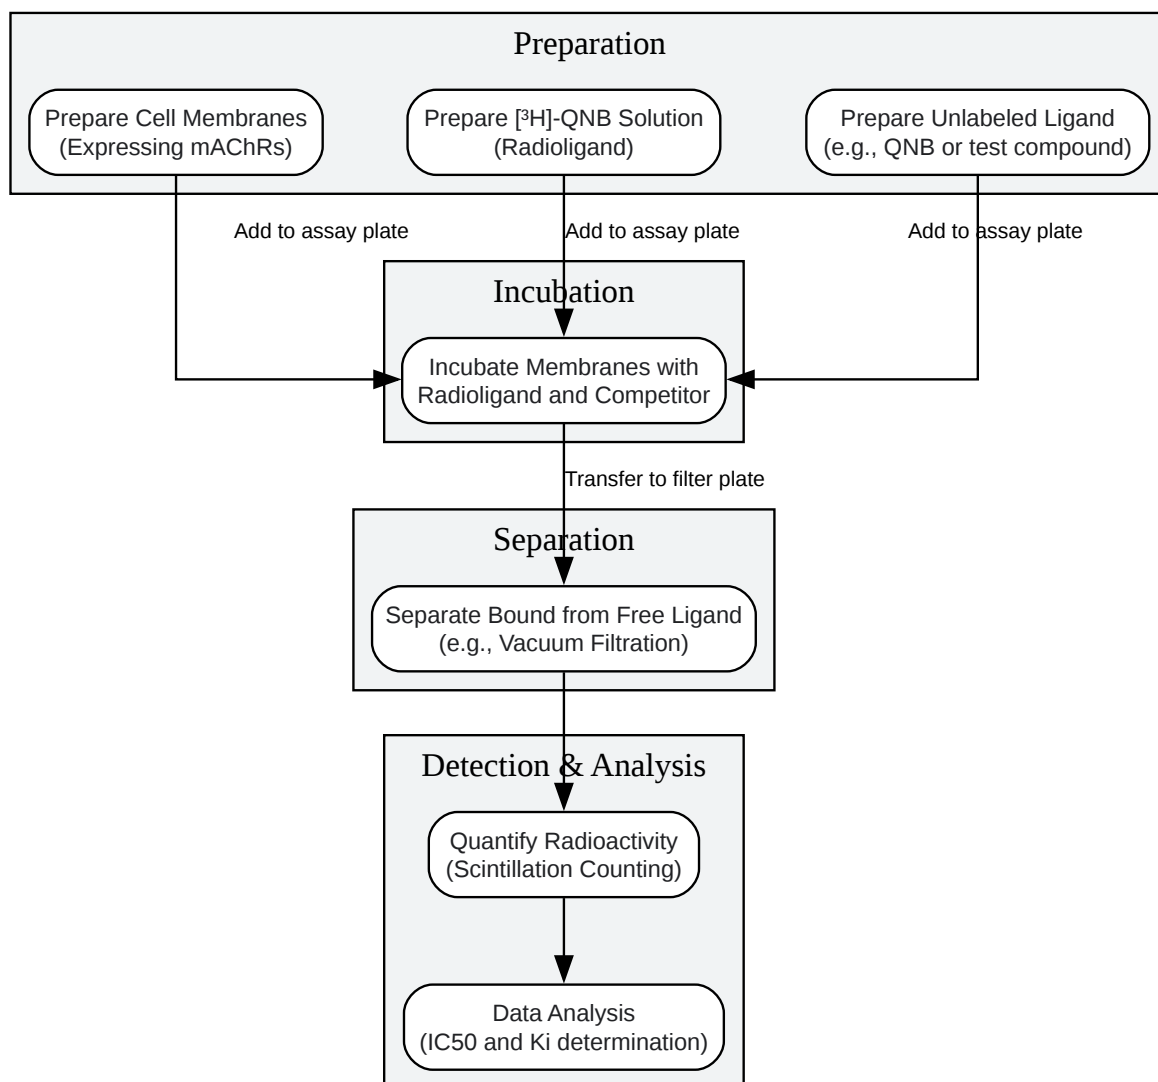 Preparation
Prepare Cell Membranes
(Expressing mAChRs)
Prepare [³H]-QNB Solution
(Radioligand)
Prepare Unlabeled Ligand
(e.g., QNB or test compound)
Add to assay plate
Add to assay plate
Add to assay plate
Incubation
Incubate Membranes with
Radioligand and Competitor
Transfer to filter plate
Separation
Separate Bound from Free Ligand
(e.g., Vacuum Filtration)
Detection & Analysis
Quantify Radioactivity
(Scintillation Counting)
Data Analysis
(IC50 and Ki determination)